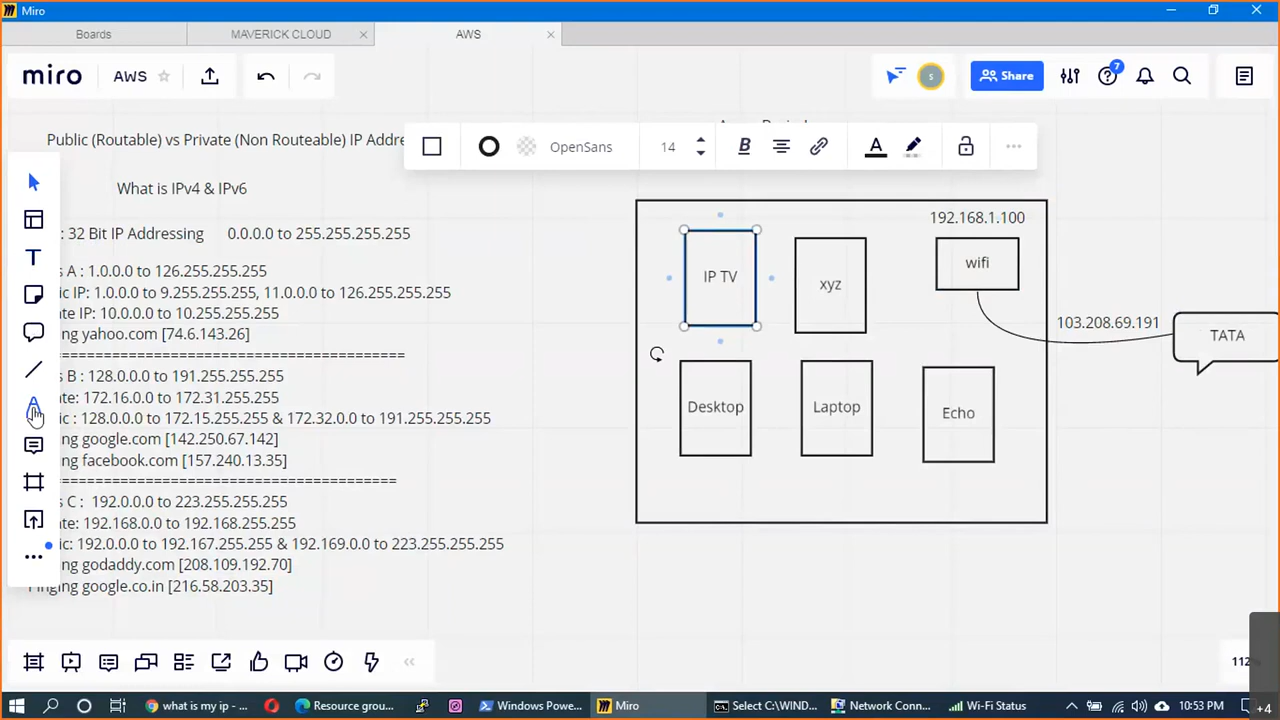 Miro
Boards
MAVERICK CLOUD
AWS
miro
AWS
7
s
Share
Public (Routable) vs Private (Non Routeable) IP Addre
OpenSans
14
B
A
What is IPv4 & IPv6
: 32 Bit IP Addressing 0.0.0.0 to 255.255.255.255
s A : 1.0.0.0 to 126.255.255.255
ic IP: 1.0.0.0 to 9.255.255.255, 11.0.0.0 to 126.255.255.255
te IP: 10.0.0.0 to 10.255.255.255
ng yahoo.com [74.6.143.26]
=========================================
s B : 128.0.0.0 to 191.255.255.255
te: 172.16.0.0 to 172.31.255.255
ic : 128.0.0.0 to 172.15.255.255 & 172.32.0.0 to 191.255.255.255
ng google.com [142.250.67.142]
ng facebook.com [157.240.13.35]
========================================
s C : 192.0.0.0 to 223.255.255.255
te: 192.168.0.0 to 192.168.255.255
ic: 192.0.0.0 to 192.167.255.255 & 192.169.0.0 to 223.255.255.255
ng godaddy.com [208.109.192.70]
Pinging google.co.in [216.58.203.35]
192.168.1.100
IP TV
xyz
wifi
103.208.69.191
TATA
Desktop
Laptop
Echo
112%
what is my ip - ...
Resource group...
Windows Powe...
Miro
Select C:\WIND...
Network Conn...
Wi-Fi Status
10:53 PM
+4